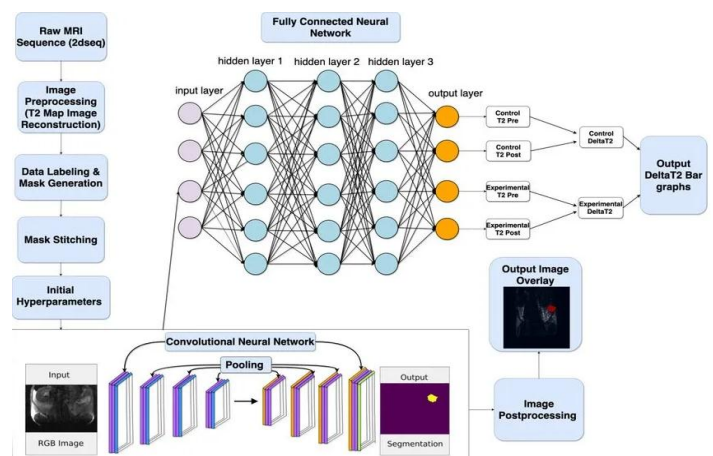 Raw MRI
Sequence (2dseq)
Image
Preprocessing
(T2 Map Image
Reconstruction)
Data Labeling &
Mask Generation
Mask Stitching
Initial
Hyperparameters
Fully Connected Neural
Network
hidden layer 1
hidden layer 2
hidden layer 3
input layer
output layer
Control
T2 Pre
Control
T2 Post
Experimental
T2 Pre
Experimental
T2 Post
Control
DeltaT2
Experimental
DeltaT2
Output
DeltaT2 Bar
graphs
Output Image
Overlay
Image
Postprocessing
Convolutional Neural Network
Pooling
Input
RGB Image
Output
Segmentation